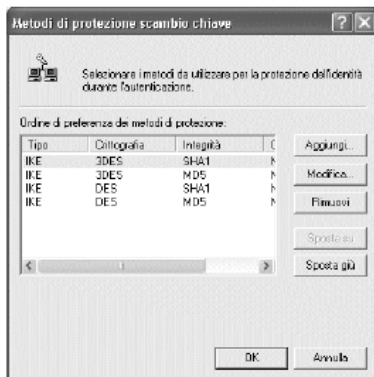 Metodi di protezione scambio chiave
Selezionare i metodi da utilizzare per la protezione dell'identità
durante l'autenticazione.
Ordine di preferenza dei metodi di protezione:
Tipo Crittografia Integrità
IKE 3DES SHA1
IKE 3DES MD5
IKE DES SHA1
IKE DES MD5
Aggiungi...
Modifica...
Rimuovi
Sposta su
Sposta giù
OK Annulla